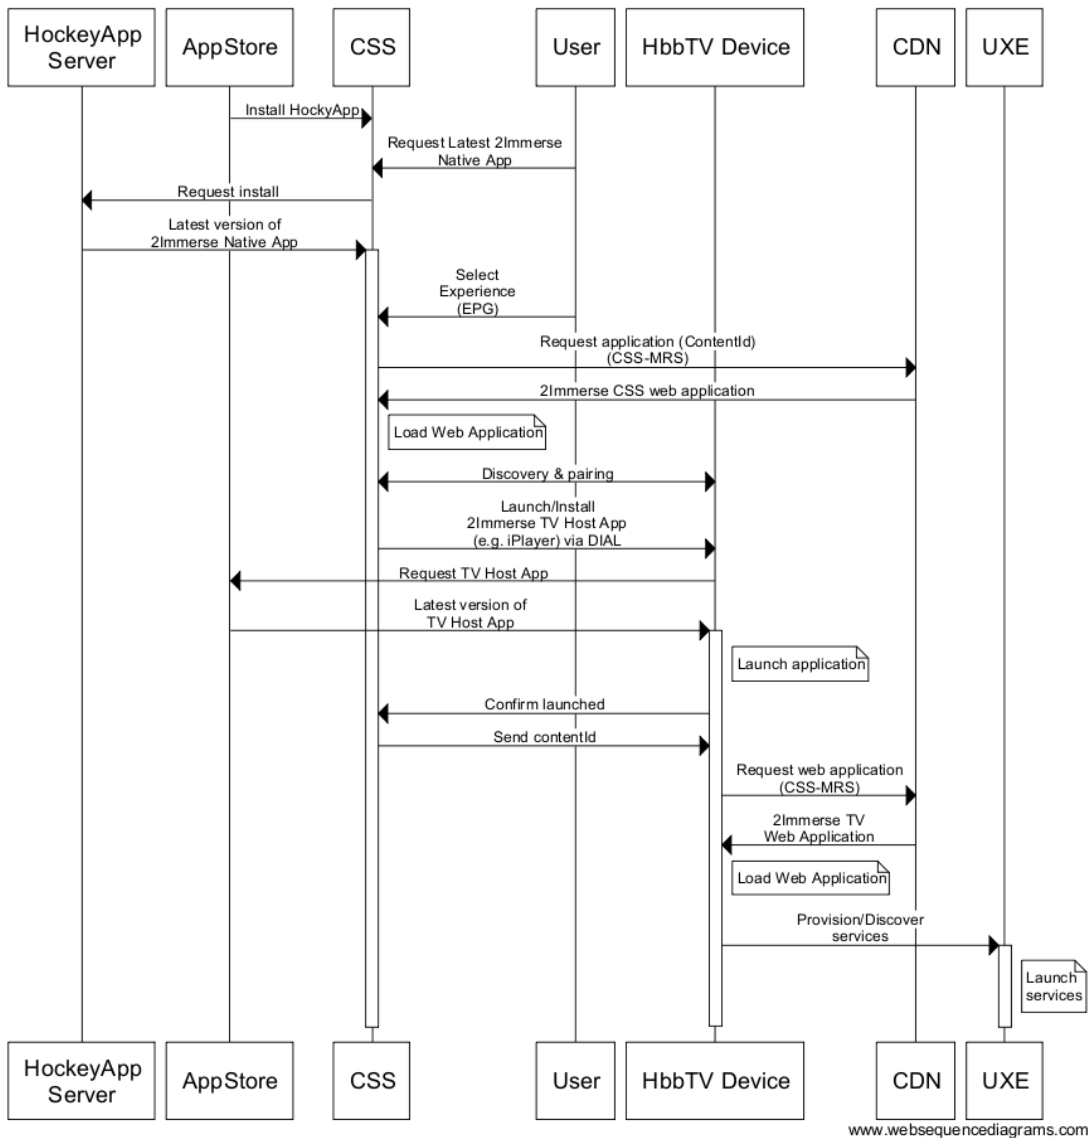 HockeyApp
Server
AppStore
CSS
User
HbbTV Device
CDN
UXE
Install HockyApp
Request Latest 2Immerse
Native App
Request install
Latest version of
2Immerse Native App
Select
Experience
(EPG)
Request application (ContentId)
(CSS-MRS)
2Immerse CSS web application
Load Web Application
Discovery & pairing
Launch/Install
2Immerse TV Host App
(e.g. iPlayer) via DIAL
Request TV Host App
Latest version of
TV Host App
Launch application
Confirm launched
Send contentId
Request web application
(CSS-MRS)
2Immerse TV
Web Application
Load Web Application
Provision/Discover
services
Launch
services
HockeyApp
Server
AppStore
CSS
User
HbbTV Device
CDN
UXE
www.websequencediagrams.com